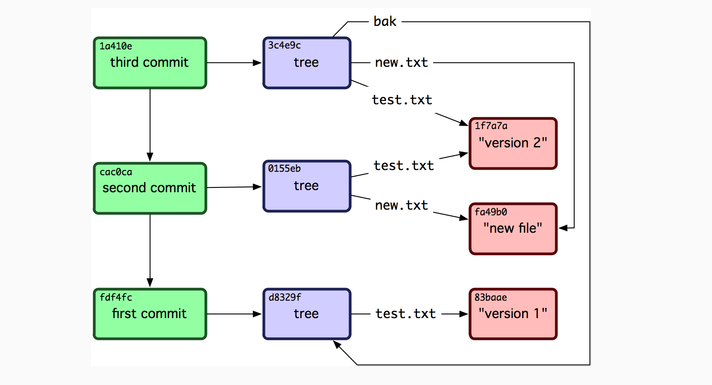 bak
1a410e
third commit
3c4e9c
tree
new.txt
test.txt
1f7a7a
"version 2"
cac0ca
second commit
0155eb
tree
test.txt
new.txt
fa49b0
"new file"
fdf4fc
first commit
d8329f
tree
test.txt
83baae
"version 1"